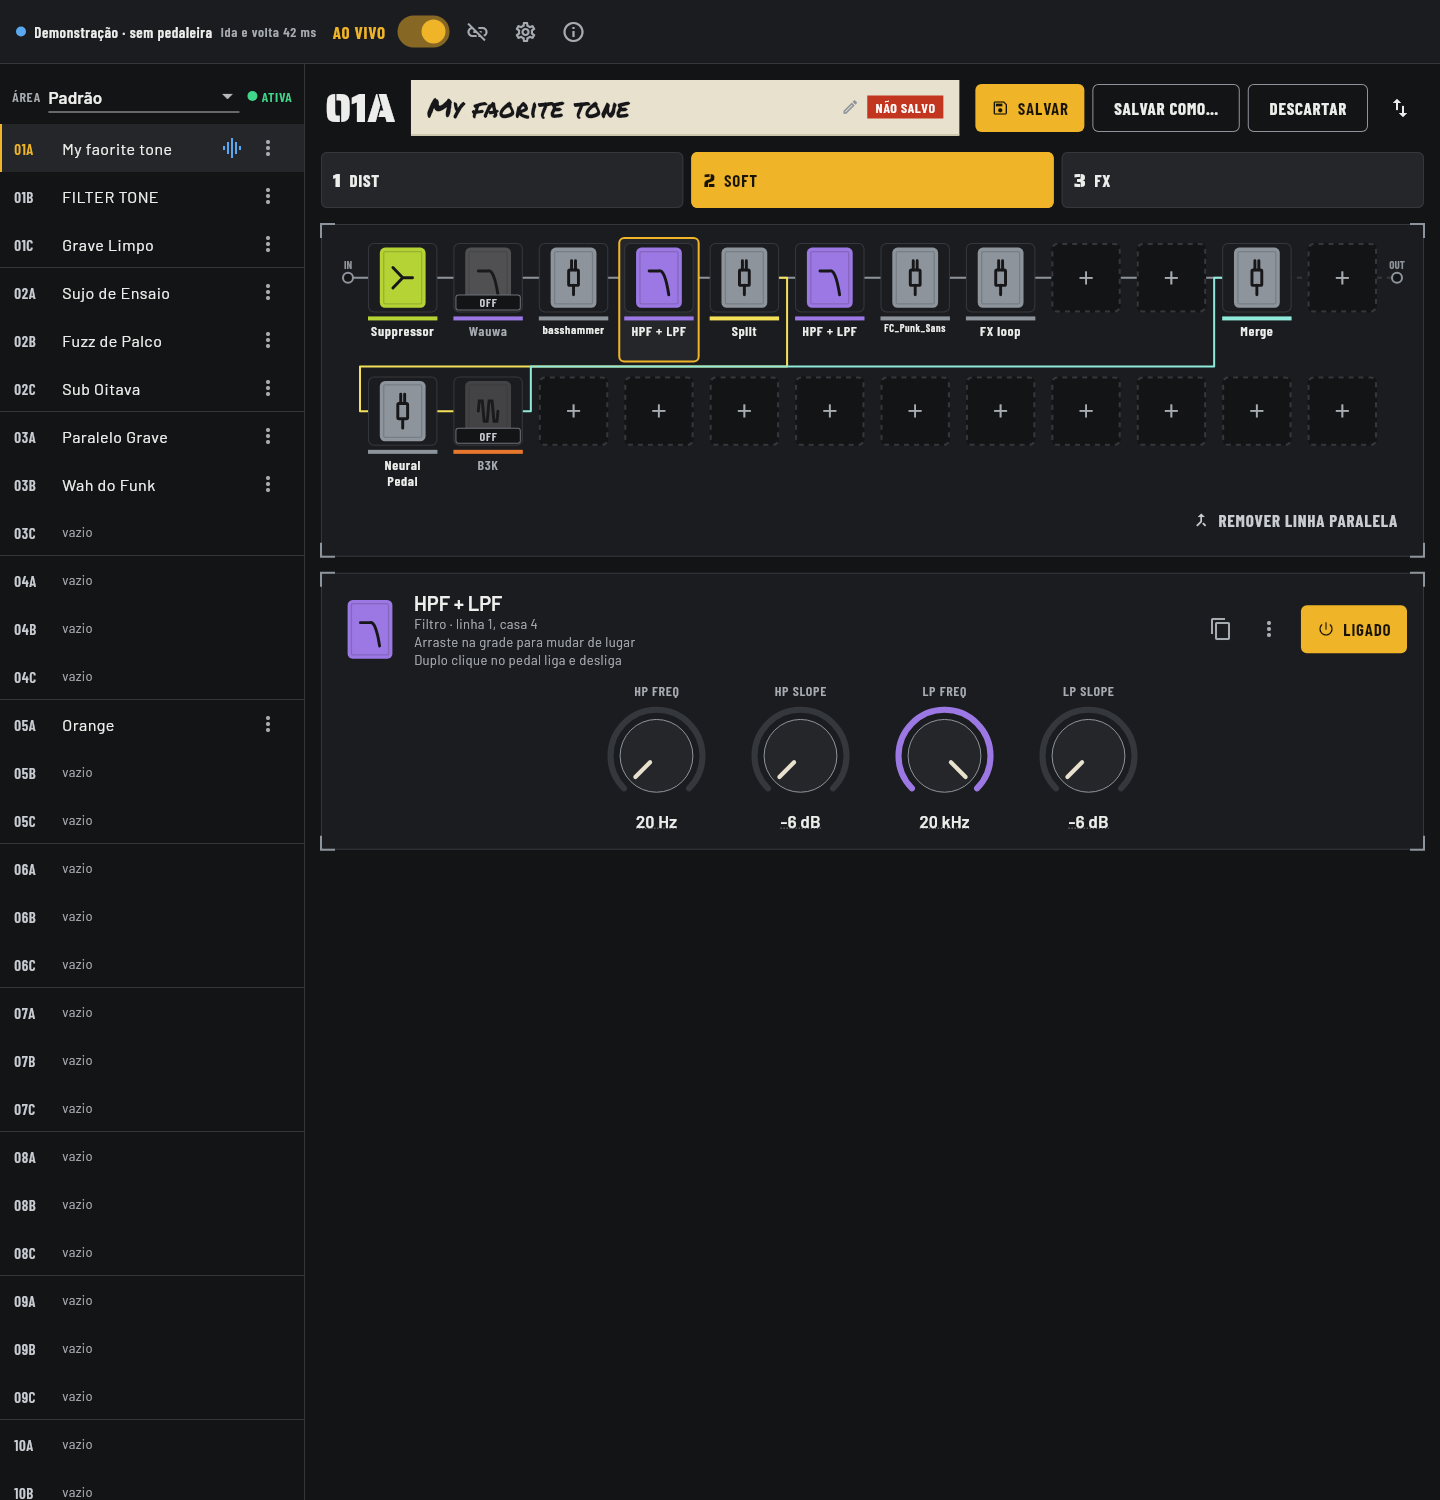 Demonstração · sem pedaleira Ida e volta 42 ms AO VIVO
ÁREA Padrão ATIVA
01A My faorite tone
01B FILTER TONE
01C Grave Limpo
02A Sujo de Ensaio
02B Fuzz de Palco
02C Sub Oitava
03A Paralelo Grave
03B Wah do Funk
03C vazio
04A vazio
04B vazio
04C vazio
05A Orange
05B vazio
05C vazio
06A vazio
06B vazio
06C vazio
07A vazio
07B vazio
07C vazio
08A vazio
08B vazio
08C vazio
09A vazio
09B vazio
09C vazio
10A vazio
10B vazio
01A My faorite tone NÃO SALVO SALVAR SALVAR COMO... DESCARTAR
1 DIST 2 SOFT 3 FX
IN OUT
OFF
Suppressor Wauwa basshammer HPF + LPF Split HPF + LPF FC_Punk_Sans FX loop Merge
OFF
Neural Pedal B3K
REMOVER LINHA PARALELA
HPF + LPF
Filtro · linha 1, casa 4
Arraste na grade para mudar de lugar
Duplo clique no pedal liga e desliga
LIGADO
HP FREQ HP SLOPE LP FREQ LP SLOPE
20 Hz -6 dB 20 kHz -6 dB